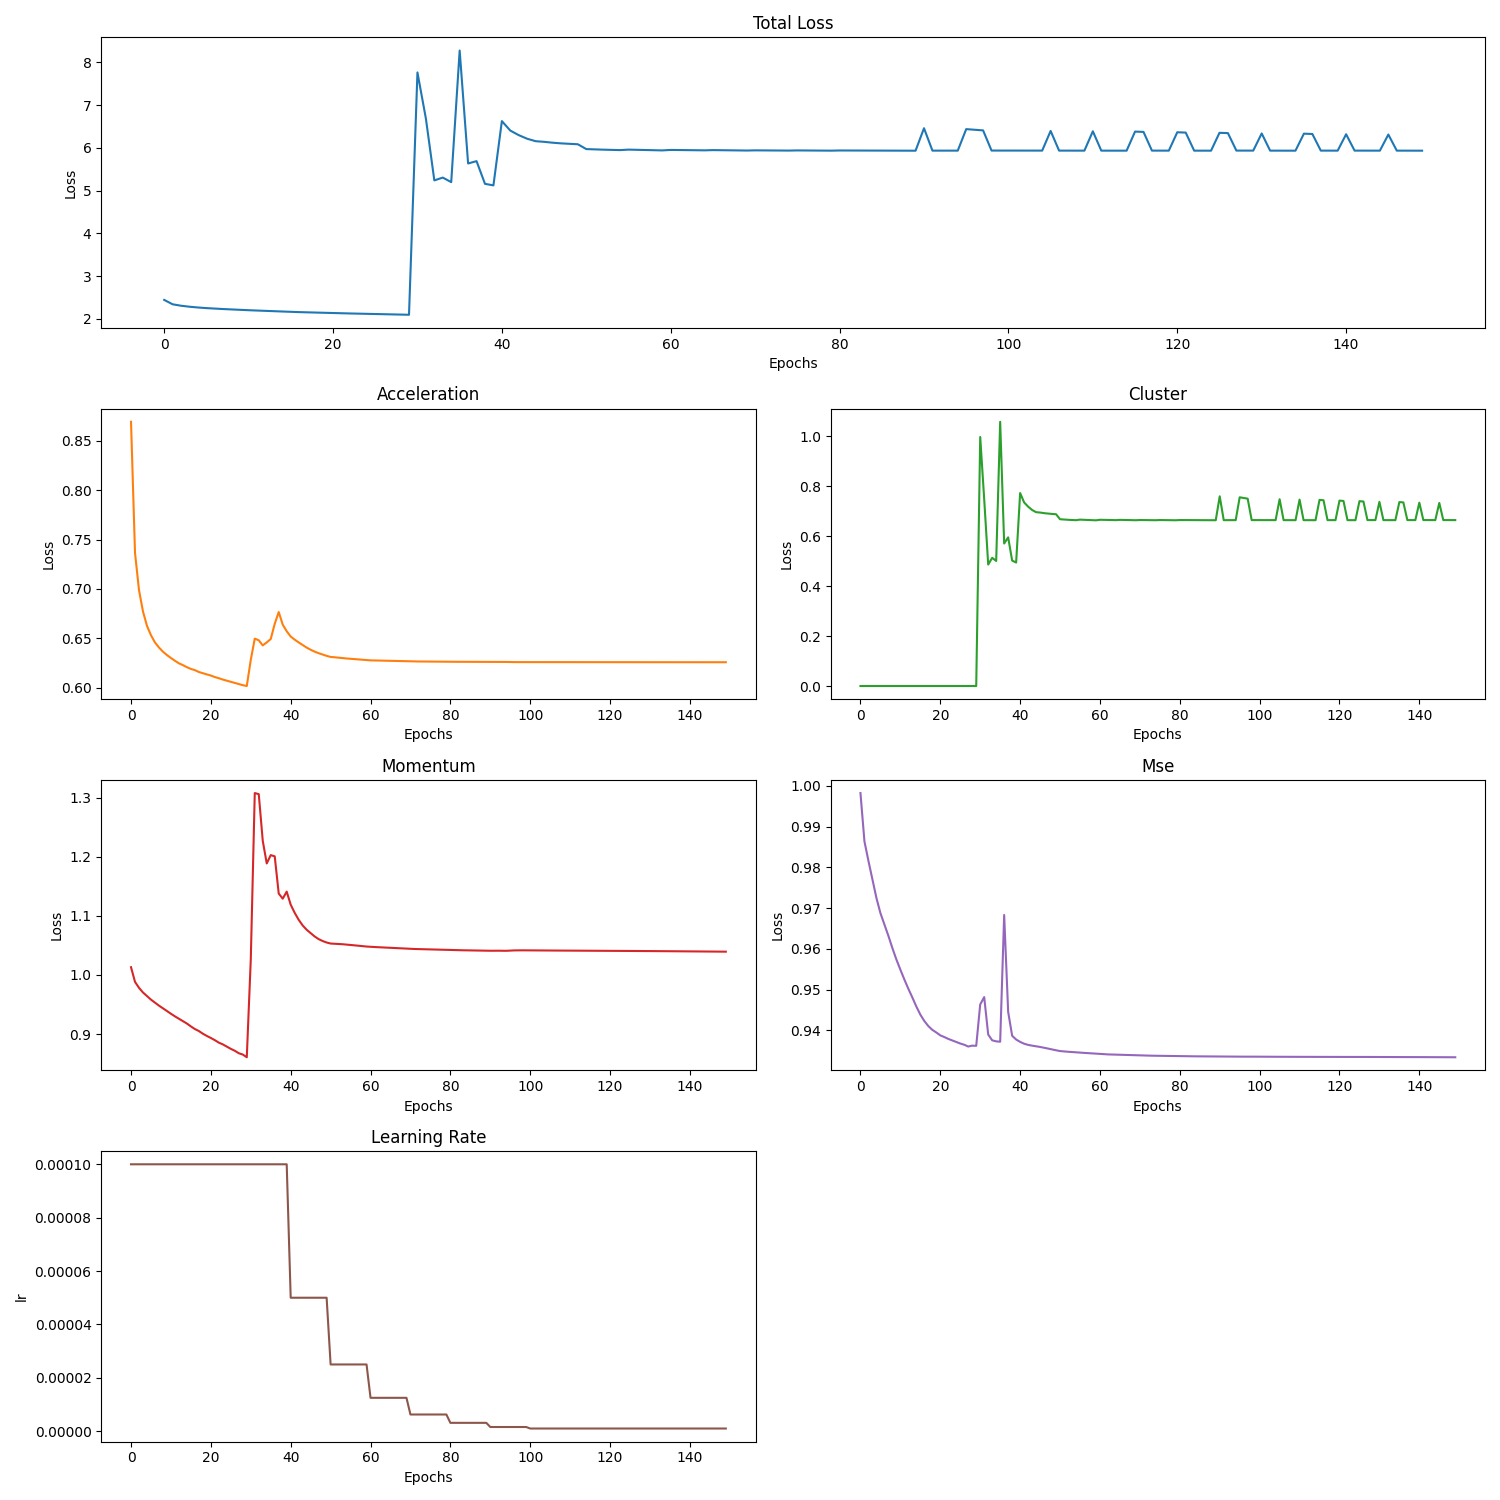 Total Loss
8
7
6
5
4
3
2
Loss
0 20 40 60 80 100 120 140
Epochs
Acceleration
0.85
0.80
0.75
0.70
0.65
0.60
Loss
0 20 40 60 80 100 120 140
Epochs
Cluster
1.0
0.8
0.6
0.4
0.2
0.0
Loss
0 20 40 60 80 100 120 140
Epochs
Momentum
1.3
1.2
1.1
1.0
0.9
Loss
0 20 40 60 80 100 120 140
Epochs
Mse
1.00
0.99
0.98
0.97
0.96
0.95
0.94
Loss
0 20 40 60 80 100 120 140
Epochs
Learning Rate
0.00010
0.00008
0.00006
0.00004
0.00002
0.00000
lr
0 20 40 60 80 100 120 140
Epochs